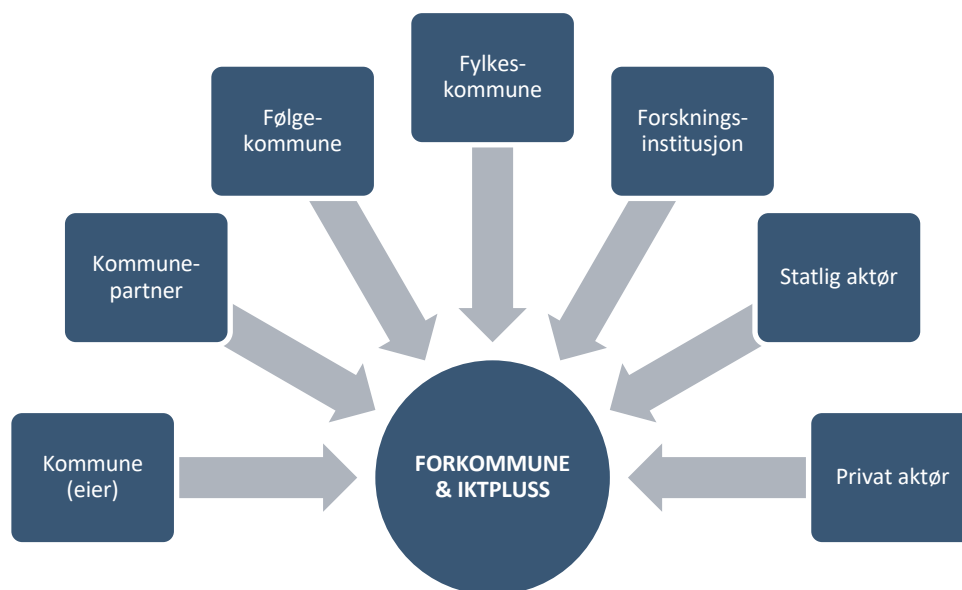 Fylkes-
kommune
Følge-
kommune
Forsknings-
institusjon
Kommune-
partner
Statlig aktør
Kommune
(eier)
FORKOMMUNE
& IKTPLUSS
Privat aktør